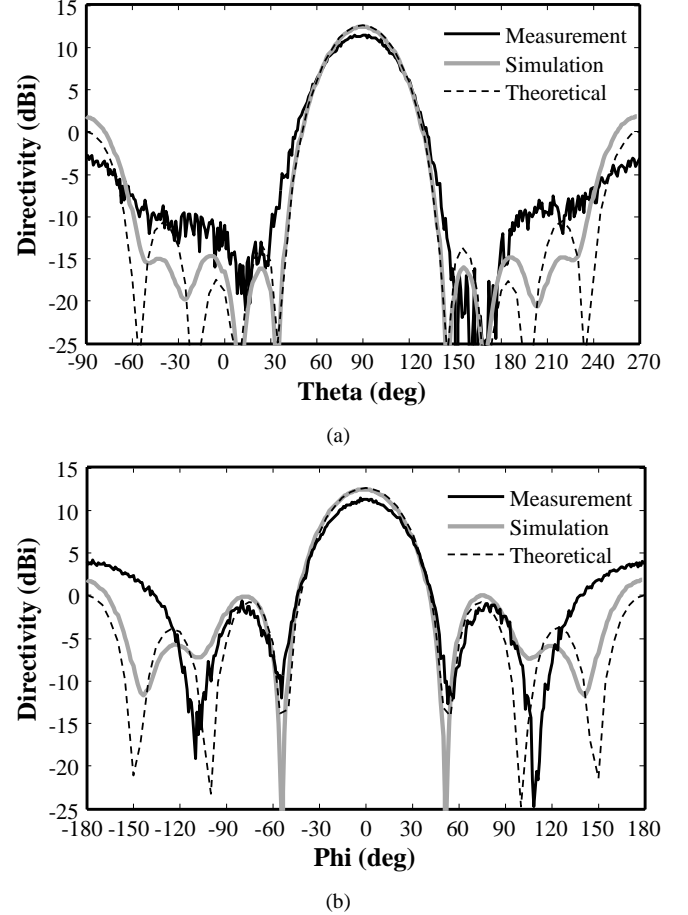 15
10
5
0
-5
-10
-15
-20
-25
Directivity (dBi)
Measurement
Simulation
Theoretical
-90 -60 -30 0 30 60 90 120 150 180 210 240 270
Theta (deg)
(a)
15
10
5
0
-5
-10
-15
-20
-25
Directivity (dBi)
Measurement
Simulation
Theoretical
-180 -150 -120 -90 -60 -30 0 30 60 90 120 150 180
Phi (deg)
(b)